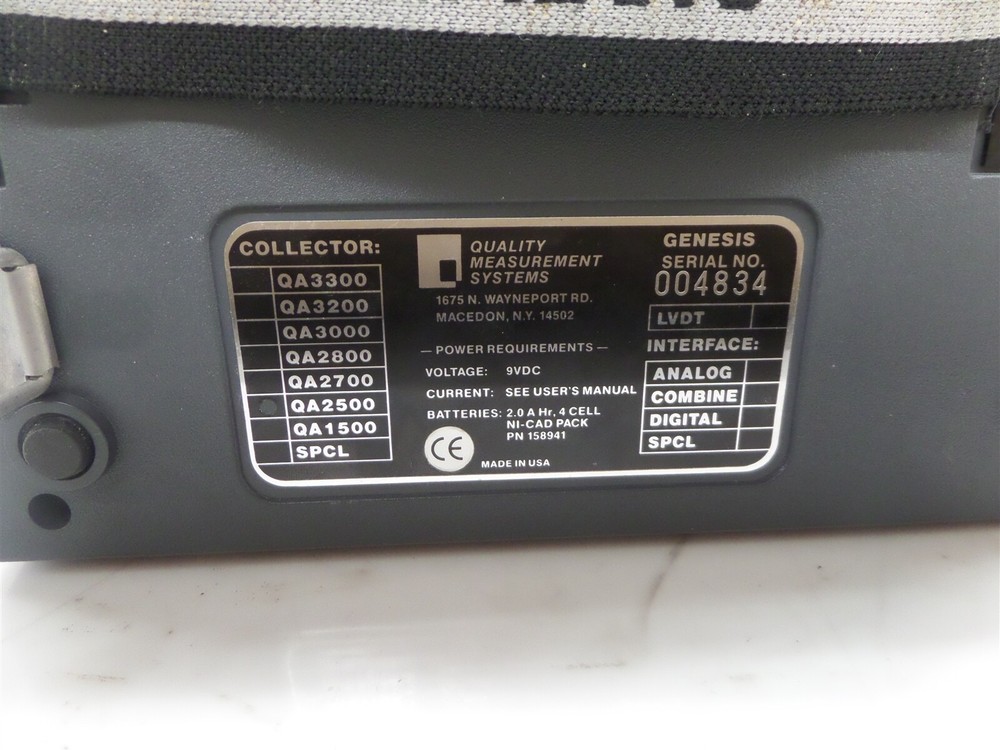 COLLECTOR:
QA3300
QA3200
QA3000
QA2800
QA2700
QA2500
QA1500
SPCL
QUALITY
MEASUREMENT
SYSTEMS
1675 N. WAYNEPORT RD.
MACEDON, N.Y. 14502
— POWER REQUIREMENTS —
VOLTAGE: 9VDC
CURRENT: SEE USER'S MANUAL
BATTERIES: 2.0 A Hr, 4 CELL
NI-CAD PACK
PN 158941
CE
MADE IN USA
GENESIS
SERIAL NO.
004834
LVDT
INTERFACE:
ANALOG
COMBINE
DIGITAL
SPCL